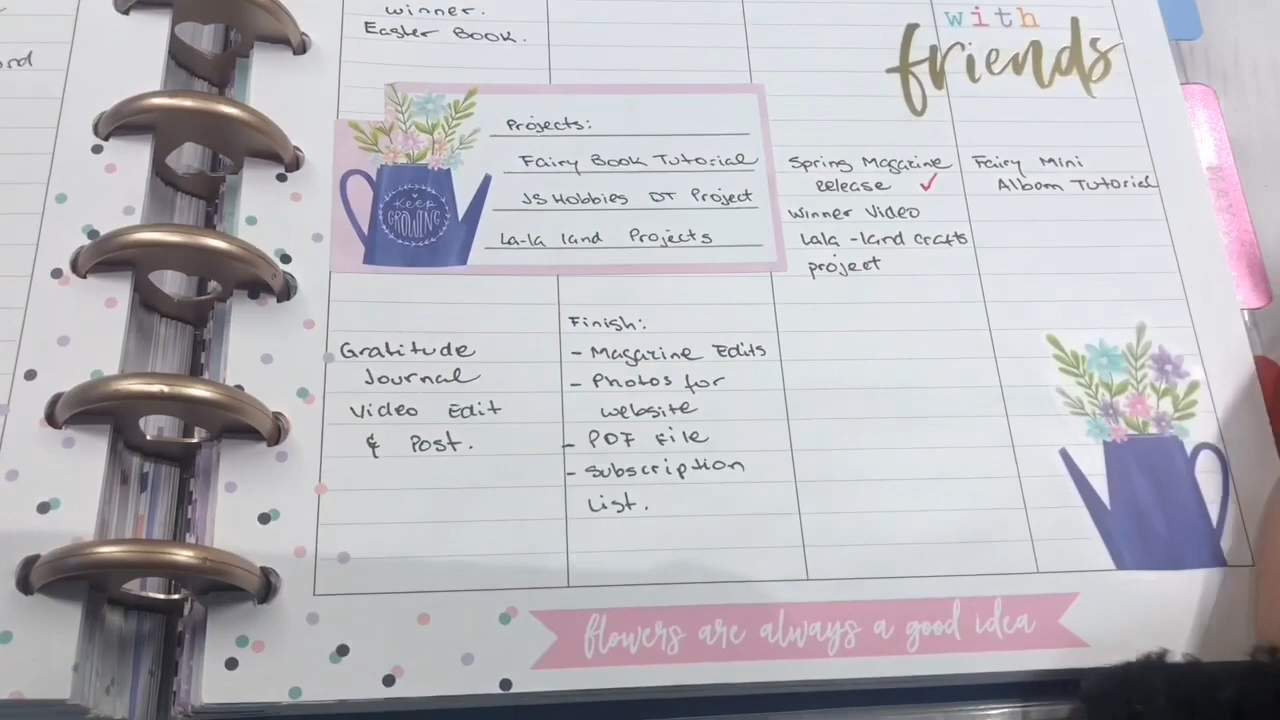 winner.
Easter Book.
with
friends
Projects:
Fairy Book Tutorial
JS Hobbies DT Project
La-la land Projects
Keep
GROWING
Spring Magazine
release ✓
winner video
Lala-land crafts
project
Fairy Mini
Album Tutorial
Gratitude
Journal
Video Edit
& Post.
Finish:
- Magazine Edits
- Photos for
website
- PDF File
- Subscription
List.
flowers are always a good idea